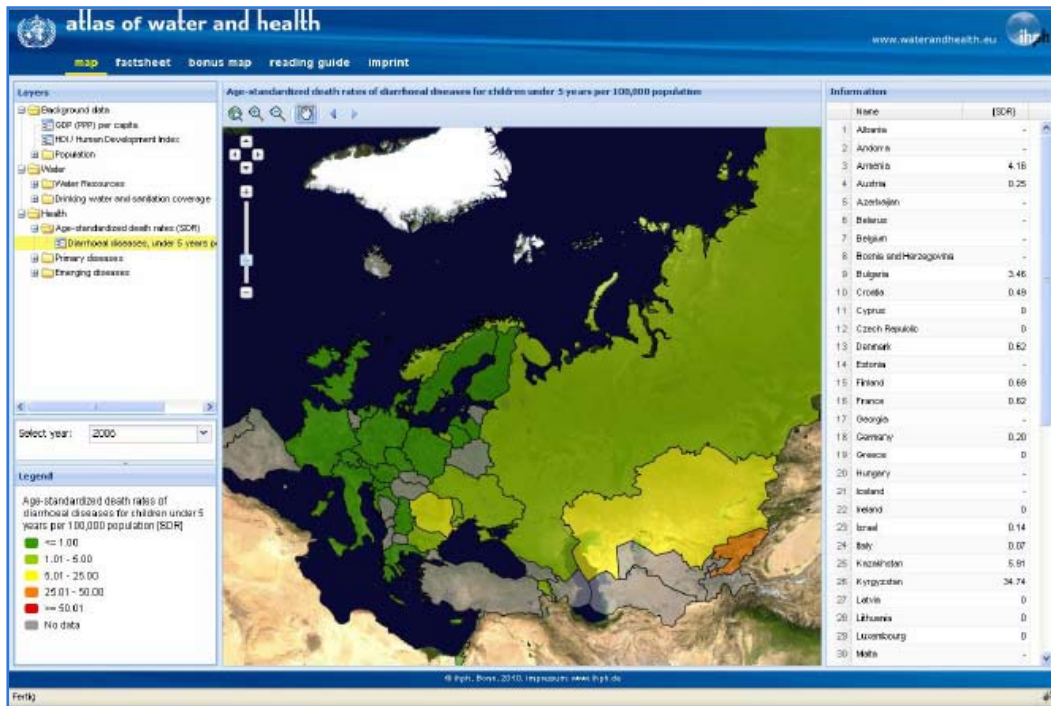 atlas of water and health
www.waterandhealth.eu
ihph
map factsheet bonus map reading guide imprint
Layers
Background data
GDP (PPP) per capita
HDI / Human Development Index
Population
Water
Water Resources
Drinking water and sanitation coverage
Health
Age-standardized death rates (SDR)
Diarrhoeal diseases, under 5 years p
Primary diseases
Emerging diseases
Select year:
Legend
Age-standardized death rates of
diarrhoeal diseases for children under 5
years per 100,000 population [SDR]
<= 1.00
1.01 - 5.00
5.01 - 25.00
25.01 - 50.00
>= 50.01
No data
Age-standardized death rates of diarrhoeal diseases for children under 5 years per 100,000 population
Information
Name [SDR]
1 Albania -
2 Andorra -
3 Armenia 4.18
4 Austria 0.25
5 Azerbaijan -
6 Belarus -
7 Belgium -
8 Bosnia and Herzegovina -
9 Bulgaria 3.46
10 Croatia 0.49
11 Cyprus 0
12 Czech Republic 0
13 Denmark 0.62
14 Estonia -
15 Finland 0.69
16 France 0.62
17 Georgia -
18 Germany 0.20
19 Greece 0
20 Hungary -
21 Iceland -
22 Ireland 0
23 Israel 0.14
24 Italy 0.07
25 Kazakhstan 5.91
26 Kyrgyzstan 34.74
27 Latvia 0
28 Lithuania 0
29 Luxembourg 0
30 Malta -
© ihph, Bonn, 2010, Impressum: www.ihph.de
Fertig